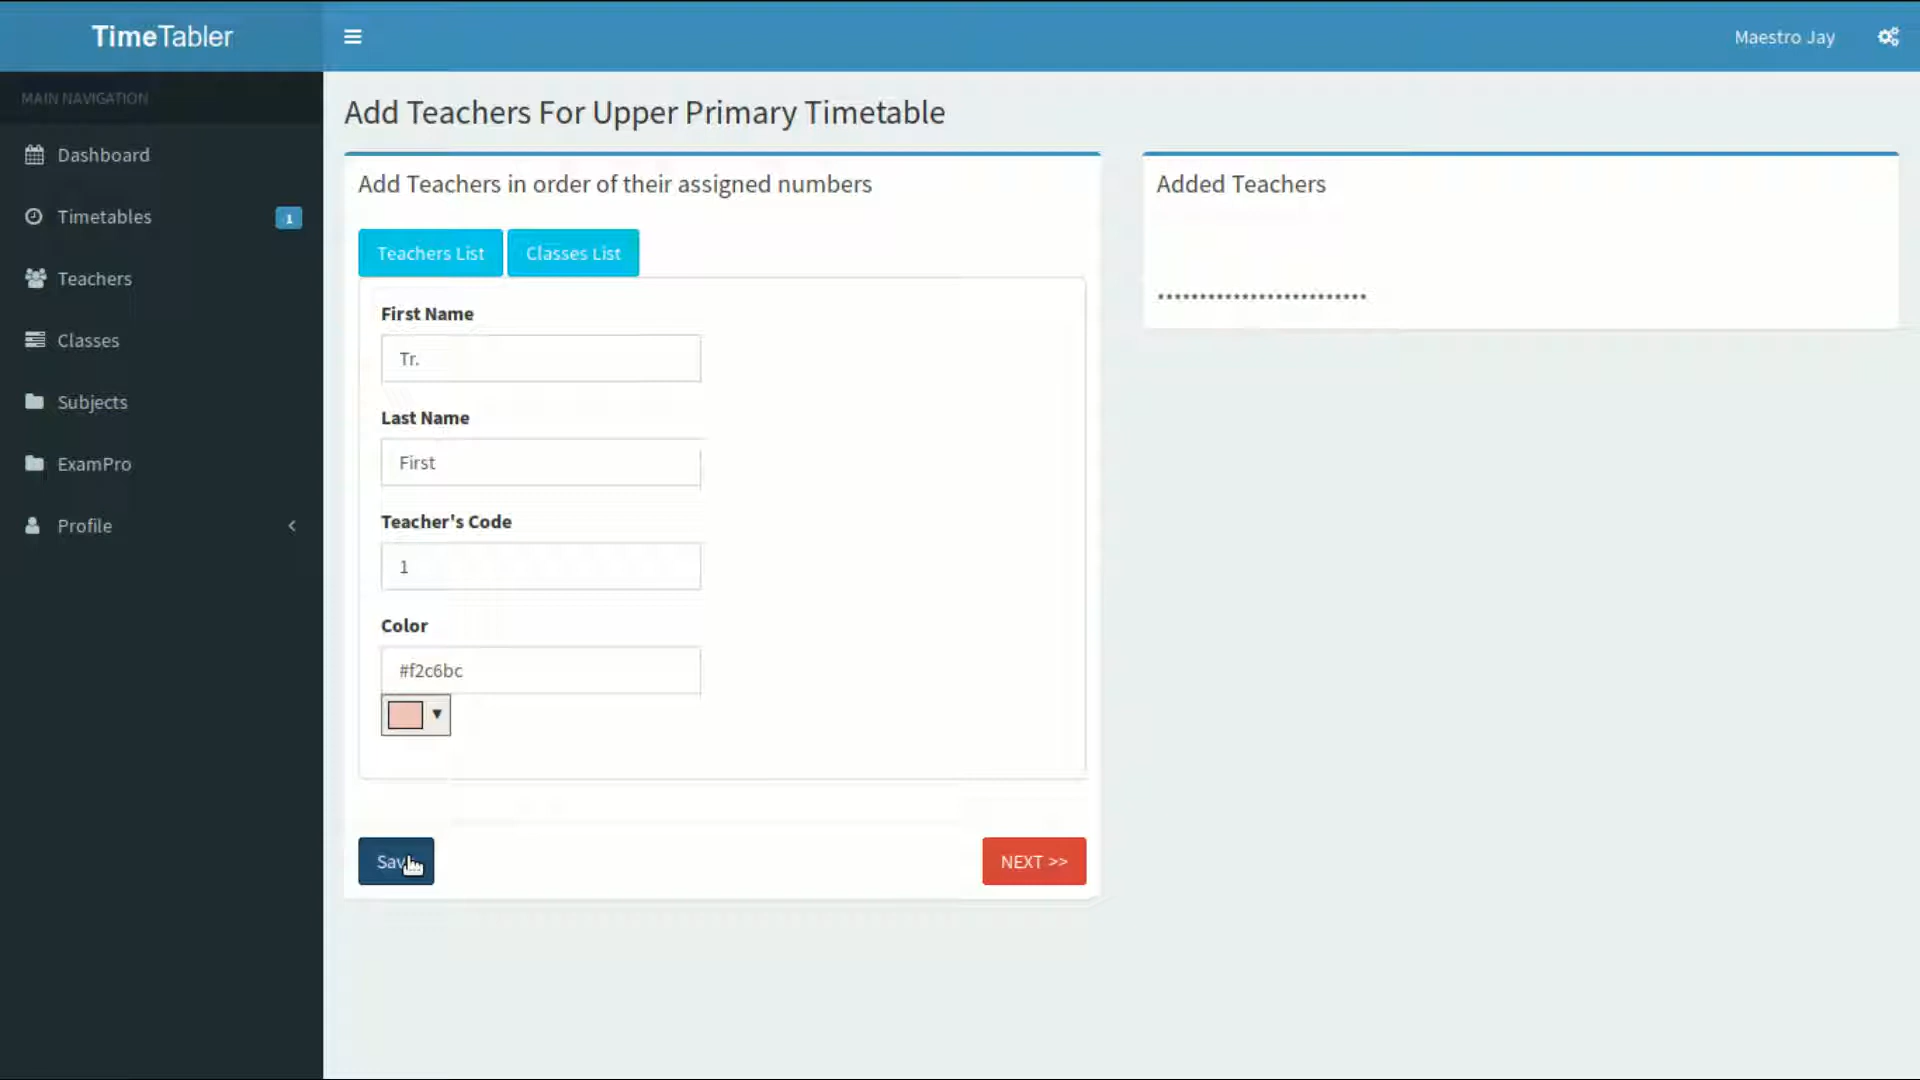 TimeTabler
Maestro Jay
MAIN NAVIGATION
Dashboard
Timetables
1
Teachers
Classes
Subjects
ExamPro
Profile
Add Teachers For Upper Primary Timetable
Add Teachers in order of their assigned numbers
Teachers List
Classes List
First Name
Tr.
Last Name
First
Teacher's Code
1
Color
#f2c6bc
Sav
NEXT >>
Added Teachers
*************************